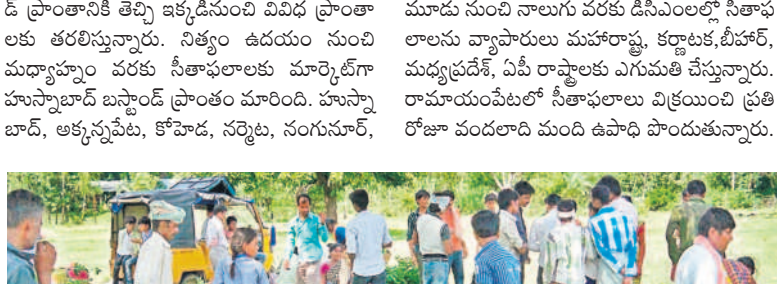 డ్ ప్రాంతానికి తెచ్చి ఇక్కడినుంచి వివిధ ప్రాంతా
లకు తరలిస్తున్నారు. నిత్యం ఉదయం నుంచి
మధ్యాహ్నం వరకు సీతాఫలాలకు మార్కెట్‌గా
హుస్నాబాద్ బస్టాండ్ ప్రాంతం మారింది. హుస్నా
బాద్, అక్కన్నపేట, కోహెడ, నర్మెట, నంగునూర్,
మూడు నుంచి నాలుగు వరకు డీసీఎంలల్లో సీతాఫ
లాలను వ్యాపారులు మహారాష్ట్ర, కర్ణాటక,బీహార్,
మధ్యప్రదేశ్, ఏపీ రాష్ట్రాలకు ఎగుమతి చేస్తున్నారు.
రామాయంపేటలో సీతాఫలాలు విక్రయించి ప్రతి
రోజూ వందలాది మంది ఉపాధి పొందుతున్నారు.